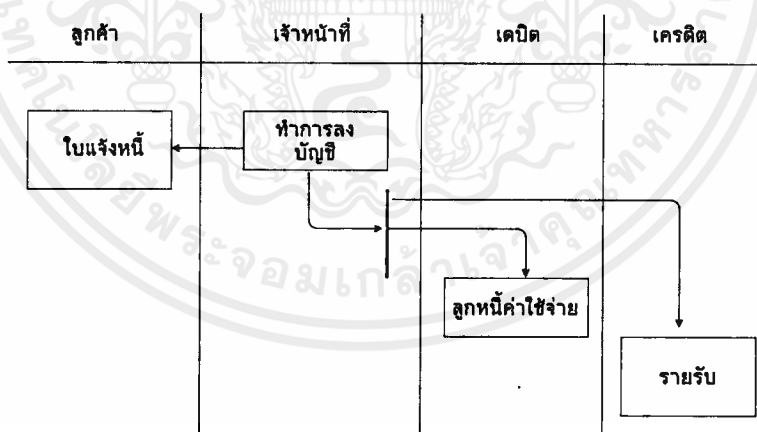 ลูกค้า เจ้าหน้าที่ เดบิต เครดิต
ใบแจ้งหนี้
ทำการลง
บัญชี
ลูกหนี้ค่าใช้จ่าย
รายรับ